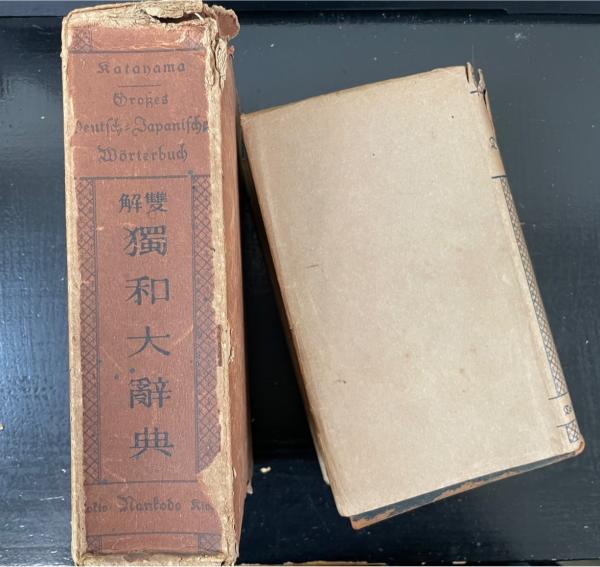 Katayama
Großes
Deutsch=Japanisches
Wörterbuch
解雙
獨和大辭典
Nankodo